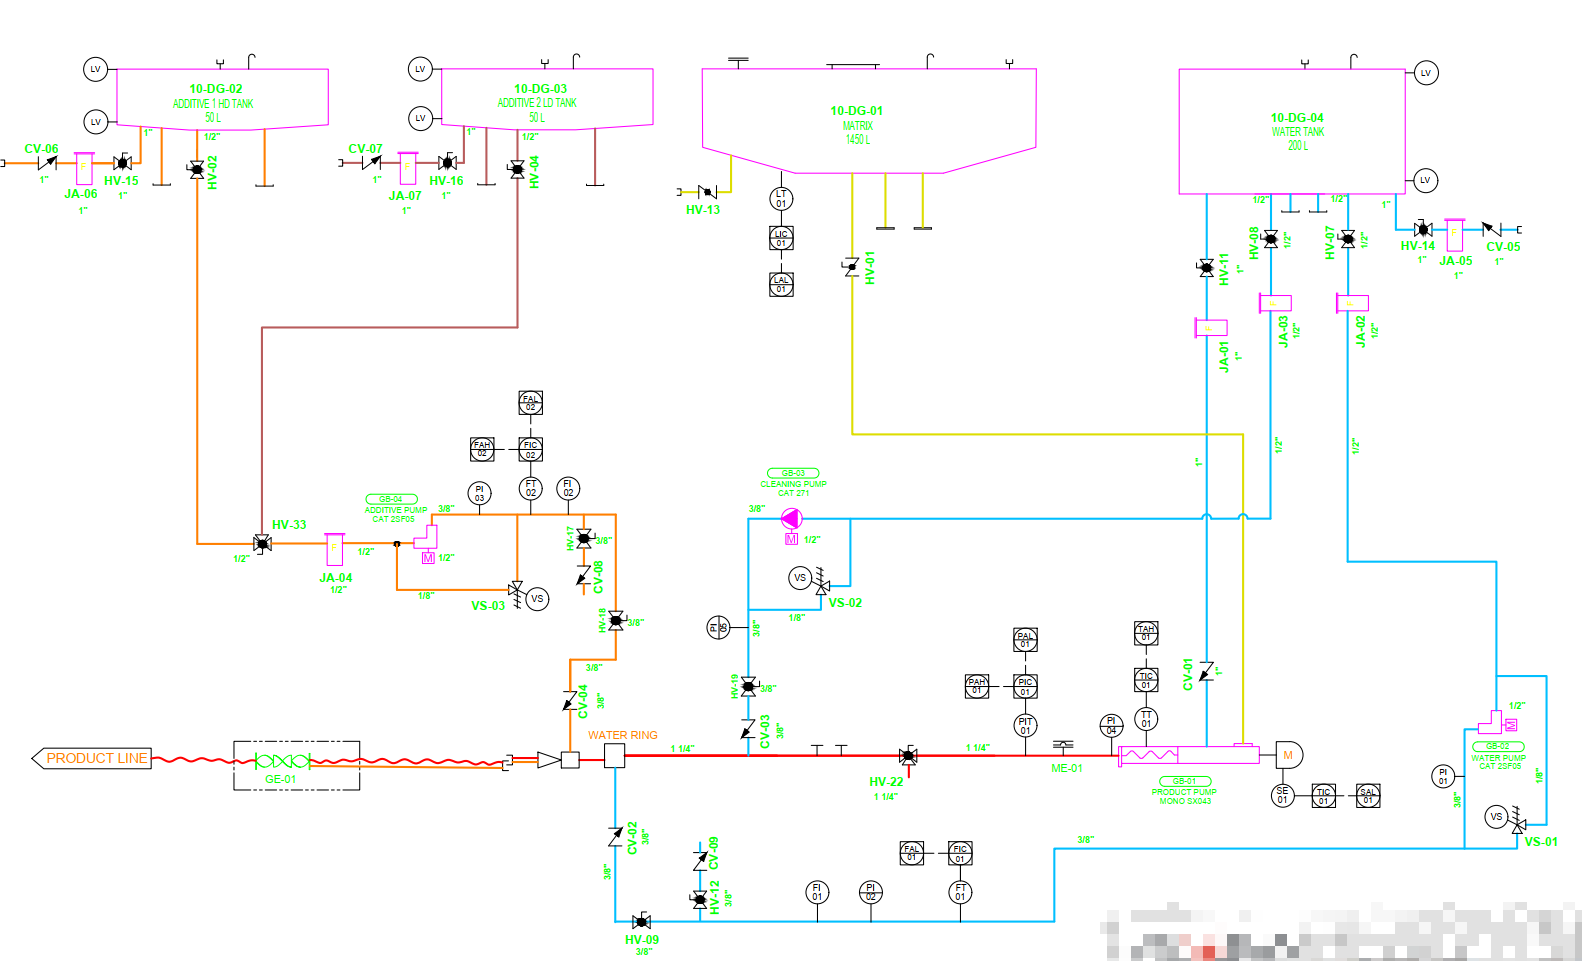 LV
LV
10-DG-02
ADDITIVE 1 HD TANK
50 L
1"
1/2"
CV-06
1"
JA-06
1"
HV-15
1"
HV-02
LV
LV
10-DG-03
ADDITIVE 2 LD TANK
50 L
1"
1/2"
CV-07
1"
JA-07
1"
HV-16
1"
HV-04
10-DG-01
MATRIX
1450 L
HV-13
LT
01
LIC
01
LAL
01
HV-01
10-DG-04
WATER TANK
200 L
LV
LV
1/2"
1/2"
1"
HV-11
1"
HV-08
1/2"
HV-07
1/2"
HV-14
1"
JA-05
1"
CV-05
1"
JA-01
1"
JA-03
1/2"
JA-02
1/2"
1"
1/2"
1/2"
FAL
02
FAH
02
FIC
02
PI
03
FT
02
FI
02
GB-04
ADDITIVE PUMP
CAT 2SF05
3/8"
HV-33
1/2"
F
JA-04
1/2"
1/2"
M
1/2"
1/8"
VS-03
VS
HV-17
3/8"
CV-08
HV-18
3/8"
3/8"
CV-04
3/8"
GB-03
CLEANING PUMP
CAT 271
3/8"
M
1/2"
VS
VS-02
1/8"
PI
05
3/8"
HV-19
3/8"
CV-03
3/8"
PRODUCT LINE
GE-01
WATER RING
1 1/4"
HV-22
1 1/4"
1 1/4"
PAL
01
PAH
01
PIC
01
PIT
01
ME-01
TAH
01
TIC
01
TT
01
PI
04
CV-01
1"
GB-01
PRODUCT PUMP
MONO SX043
M
SE
01
TIC
01
SAL
01
1/2"
M
GB-02
WATER PUMP
CAT 2SF05
PI
01
3/8"
1/8"
VS
VS-01
3/8"
CV-02
3/8"
3/8"
CV-09
HV-12
3/8"
HV-09
3/8"
FI
01
PI
02
FAL
01
FIC
01
FT
01